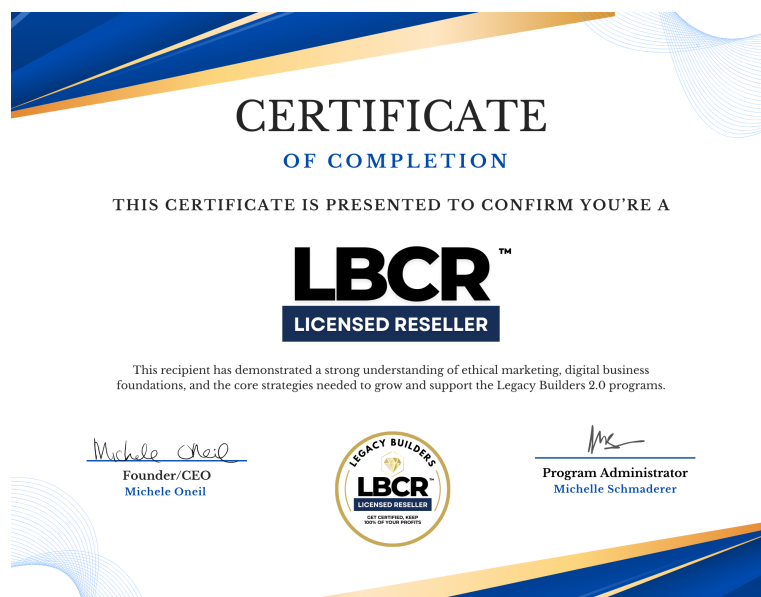 CERTIFICATE
OF COMPLETION
THIS CERTIFICATE IS PRESENTED TO CONFIRM YOU'RE A
LBCR™
LICENSED RESELLER
This recipient has demonstrated a strong understanding of ethical marketing, digital business
foundations, and the core strategies needed to grow and support the Legacy Builders 2.0 programs.
Michele Oneil
Founder/CEO
Michele Oneil
LEGACY BUILDERS
LBCR™
LICENSED RESELLER
GET CERTIFIED, KEEP
100% OF YOUR PROFITS
Program Administrator
Michelle Schmaderer